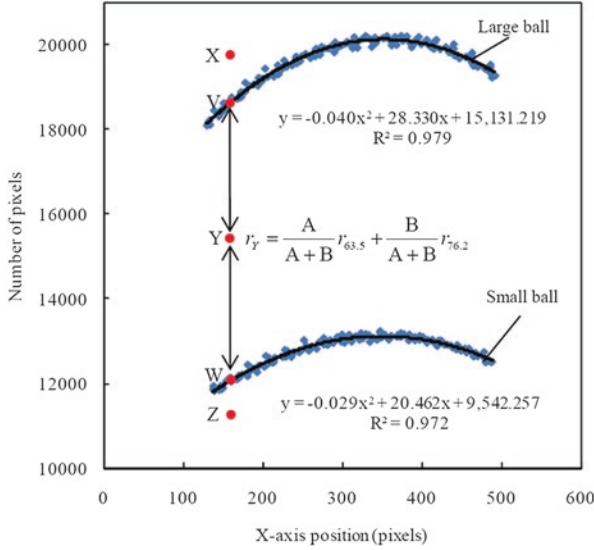 Number of pixels
20000
18000
16000
14000
12000
10000
0
100
200
300
400
500
600
X-axis position (pixels)
Large ball
X
V
y = -0.040x² + 28.330x + 15,131.219
R² = 0.979
Y
r_Y = A/(A+B) r_63.5 + B/(A+B) r_76.2
Small ball
W
Z
y = -0.029x² + 20.462x + 9,542.257
R² = 0.972